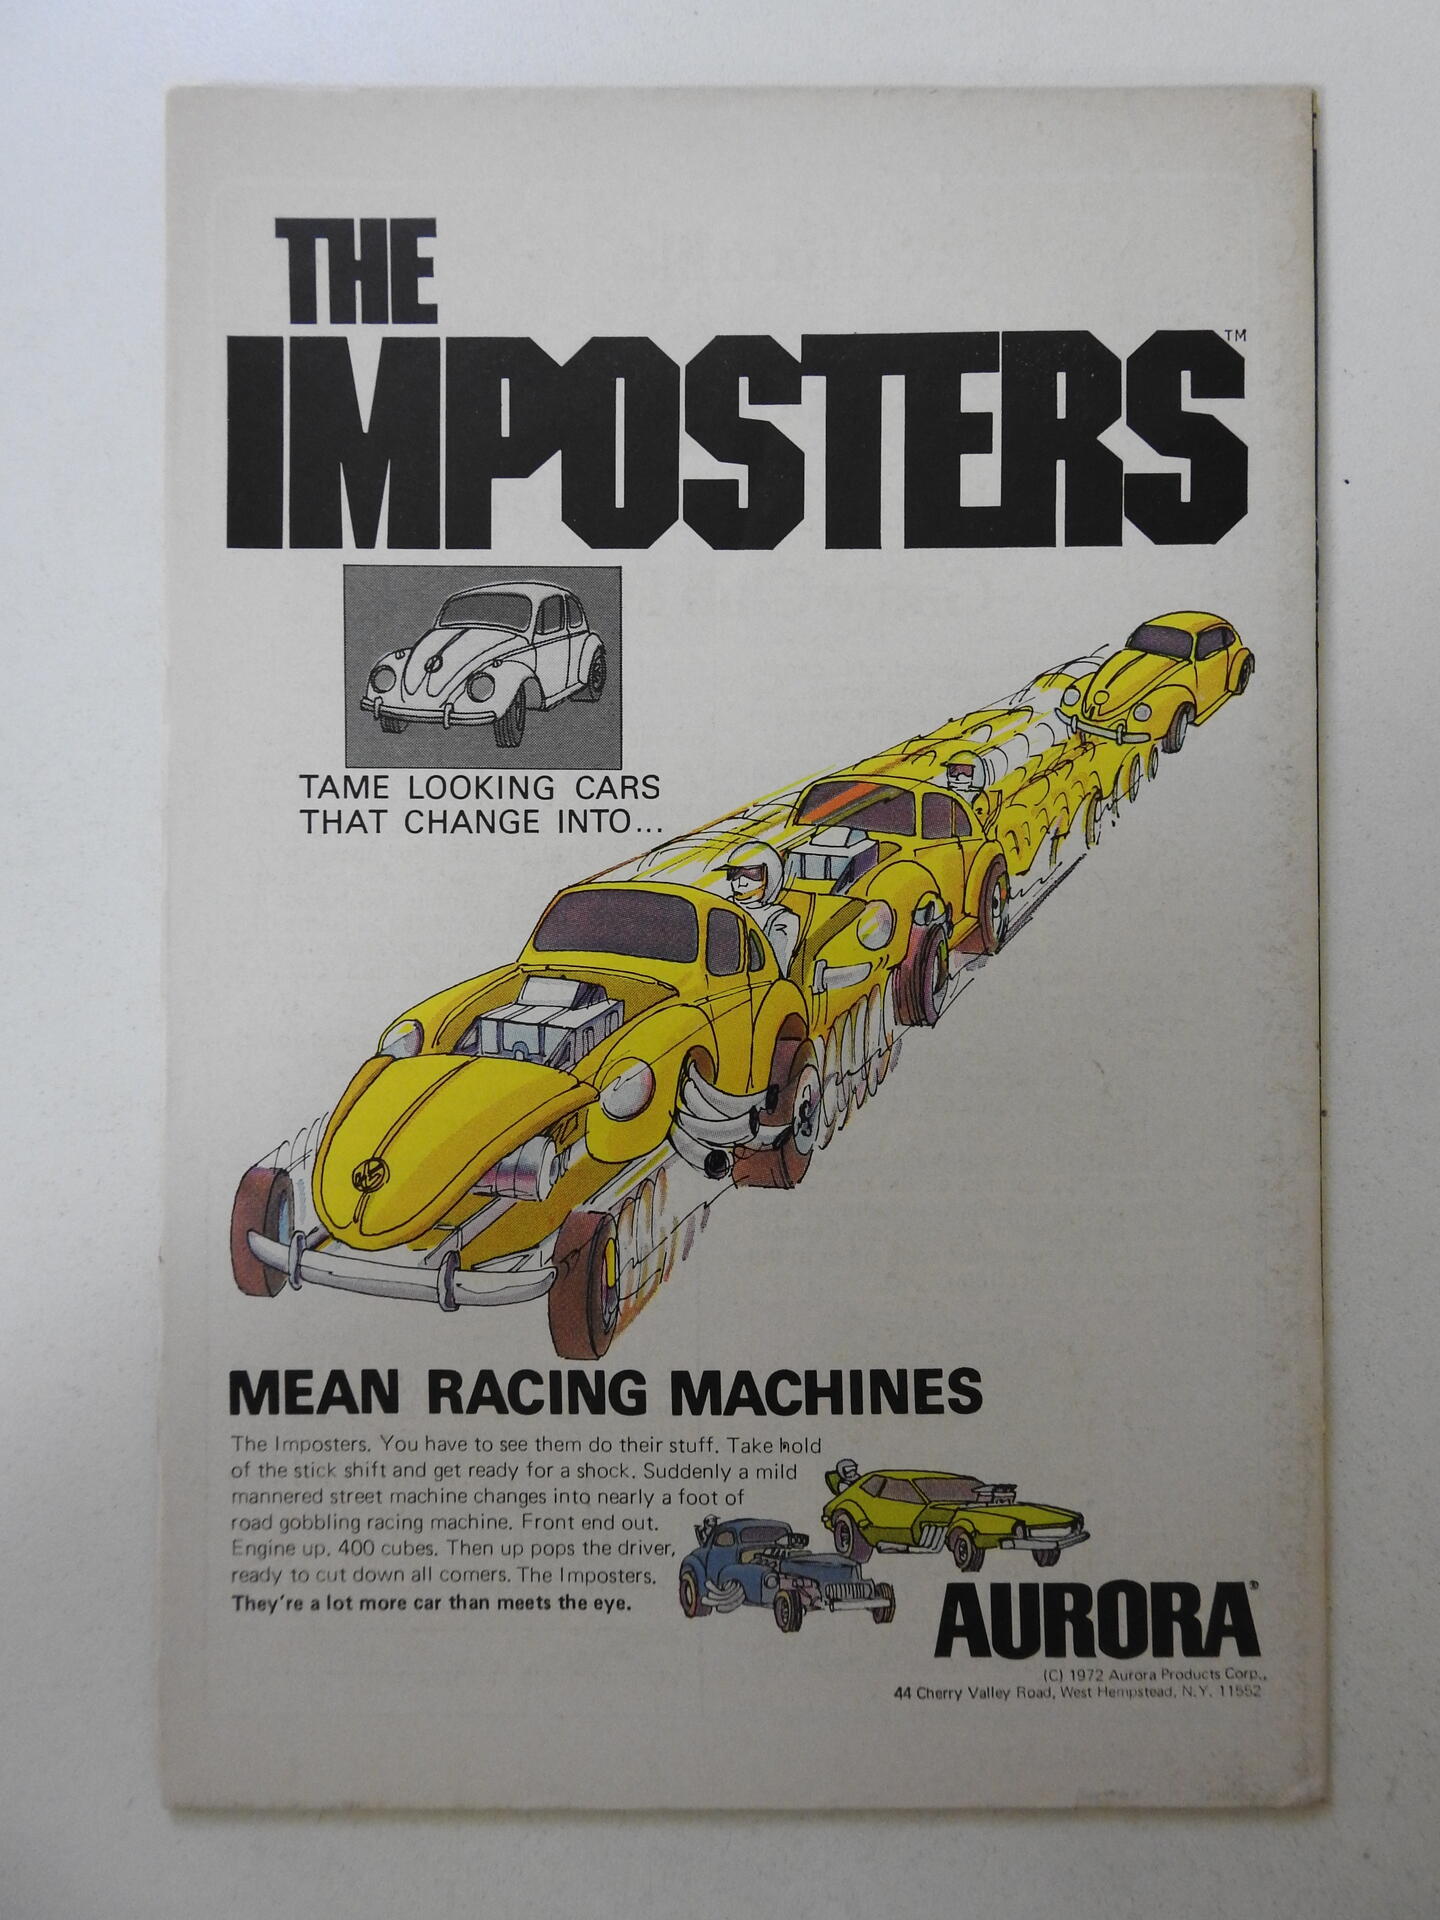 THE
IMPOSTERS™
TAME LOOKING CARS
THAT CHANGE INTO...
MEAN RACING MACHINES
The Imposters. You have to see them do their stuff. Take hold
of the stick shift and get ready for a shock. Suddenly a mild
mannered street machine changes into nearly a foot of
road gobbling racing machine. Front end out.
Engine up. 400 cubes. Then up pops the driver,
ready to cut down all comers. The Imposters.
They're a lot more car than meets the eye.
AURORA®
(C) 1972 Aurora Products Corp.,
44 Cherry Valley Road, West Hempstead, N.Y. 11552